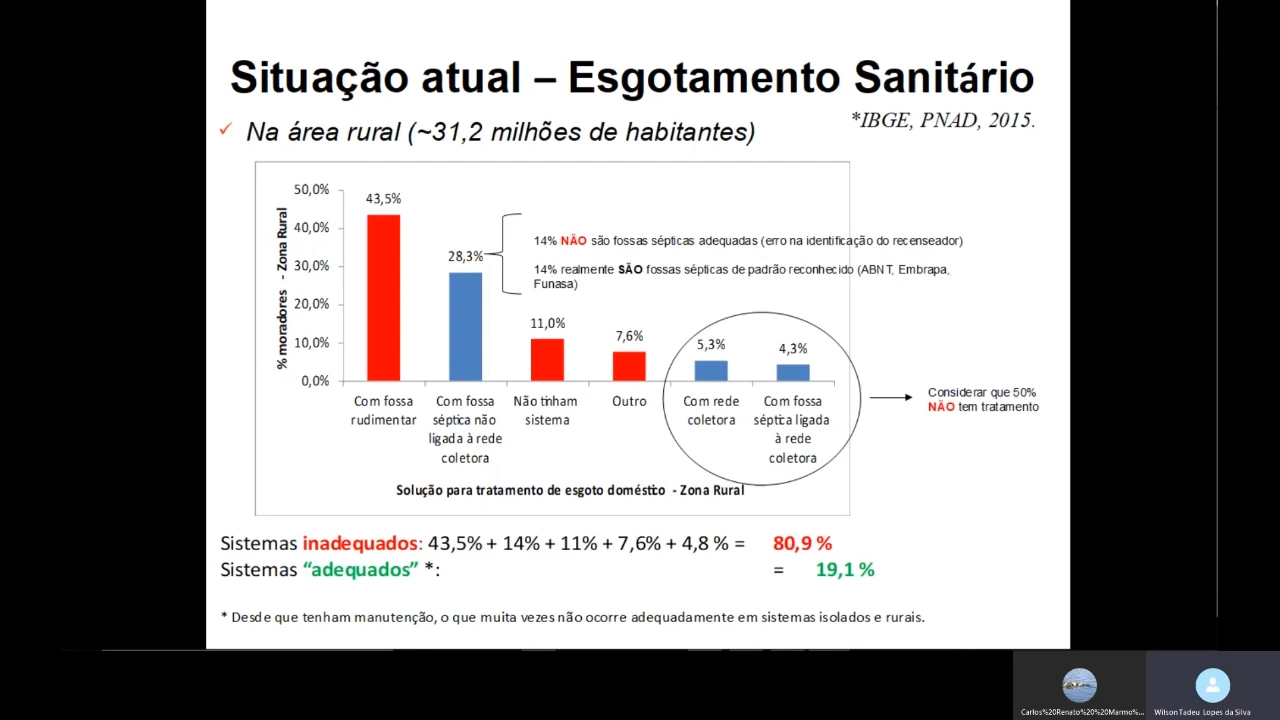 Situação atual – Esgotamento Sanitário
*IBGE, PNAD, 2015.
✓ Na área rural (~31,2 milhões de habitantes)
% moradores - Zona Rural
50,0%
40,0%
30,0%
20,0%
10,0%
0,0%
43,5%
28,3%
11,0%
7,6%
5,3%
4,3%
14% NÃO são fossas sépticas adequadas (erro na identificação do recenseador)
14% realmente SÃO fossas sépticas de padrão reconhecido (ABNT, Embrapa,
Funasa)
Com fossa
rudimentar
Com fossa
séptica não
ligada à rede
coletora
Não tinham
sistema
Outro
Com rede
coletora
Com fossa
séptica ligada
à rede
coletora
Considerar que 50%
NÃO tem tratamento
Solução para tratamento de esgoto doméstico - Zona Rural
Sistemas inadequados: 43,5% + 14% + 11% + 7,6% + 4,8 % = 80,9 %
Sistemas “adequados” *: = 19,1 %
* Desde que tenham manutenção, o que muita vezes não ocorre adequadamente em sistemas isolados e rurais.
Carlos%20Renato%20%20Marmo%...
Wilson Tadeu Lopes da Silva